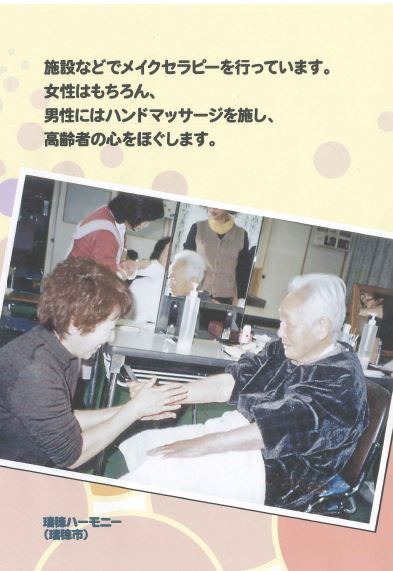 施設などでメイクセラピーを行っています。
女性はもちろん、
男性にはハンドマッサージを施し、
高齢者の心をほぐします。
瑞穂ハーモニー
（瑞穂市）